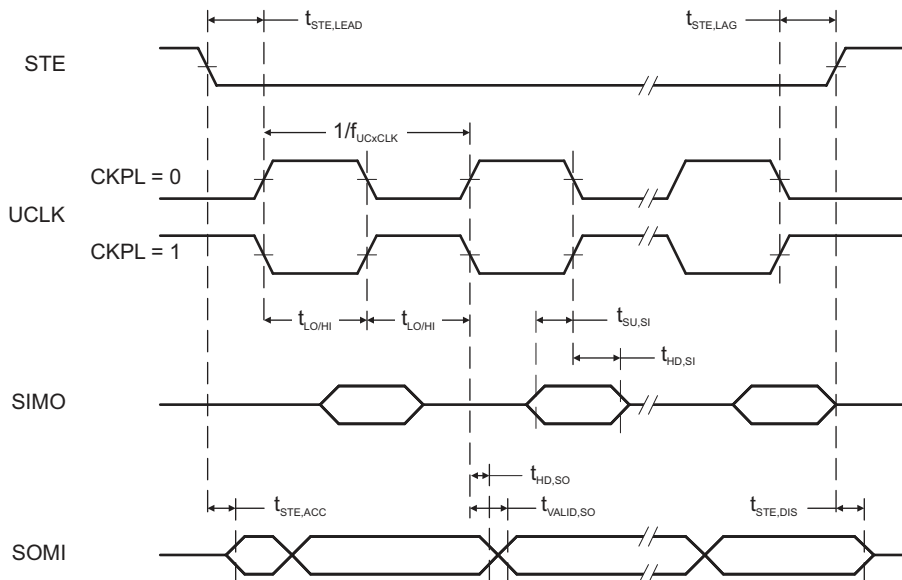 tSTE,LEAD
tSTE,LAG
STE
1/fUCxCLK
CKPL = 0
UCLK
CKPL = 1
tLO/HI
tLO/HI
tSU,SI
tHD,SI
SIMO
tHD,SO
tSTE,ACC
tVALID,SO
tSTE,DIS
SOMI